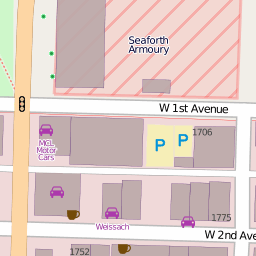 Seaforth
Armoury
W 1st Avenue
1706
P
P
MCL
Motor
Cars
Weissach
1775
W 2nd Ave
1752